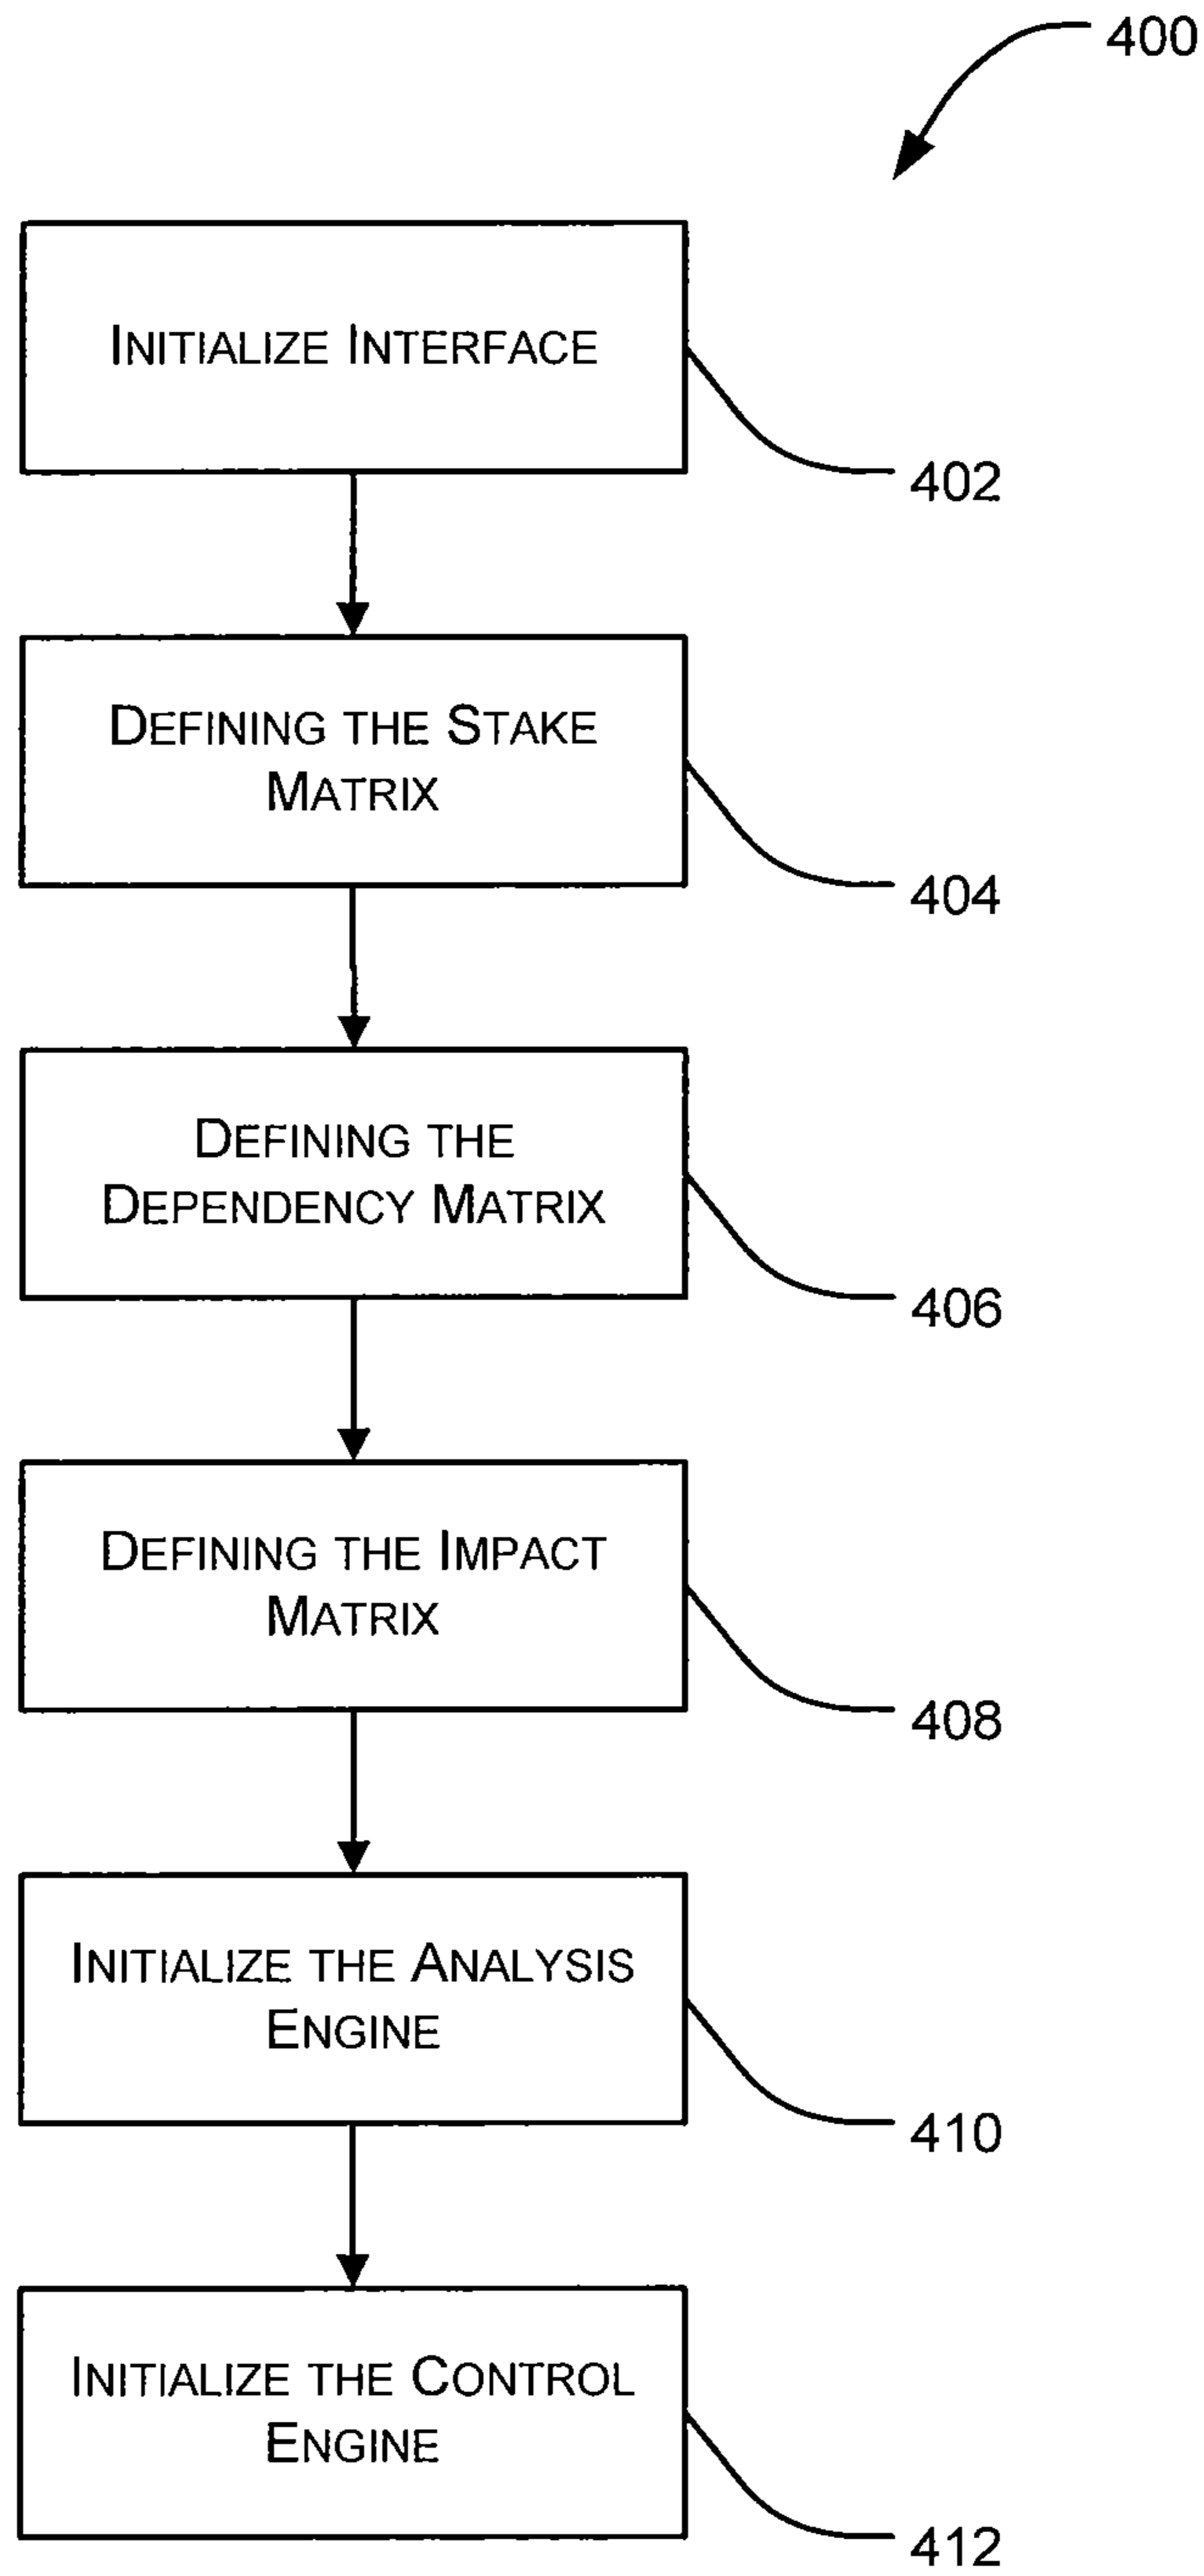 400
INITIALIZE INTERFACE
402
DEFINING THE STAKE
MATRIX
404
DEFINING THE
DEPENDENCY MATRIX
406
DEFINING THE IMPACT
MATRIX
408
INITIALIZE THE ANALYSIS
ENGINE
410
INITIALIZE THE CONTROL
ENGINE
412